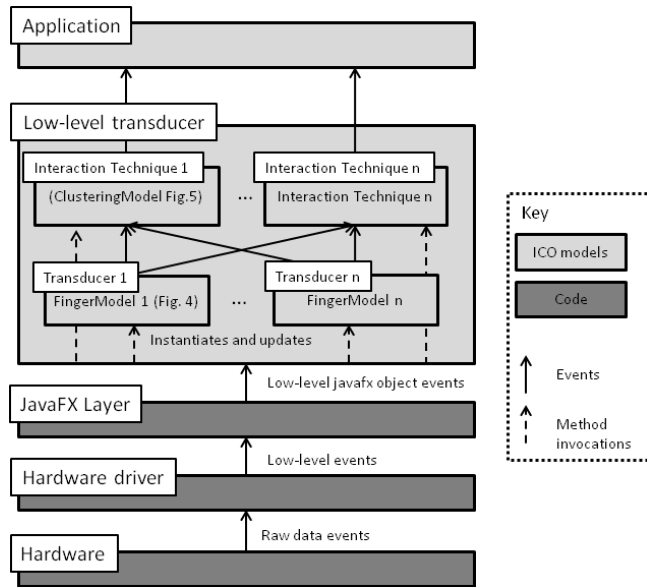 Application
Low-level transducer
Interaction Technique 1
(ClusteringModel Fig.5)
...
Interaction Technique n
Interaction Technique n
Transducer 1
FingerModel 1 (Fig. 4)
...
Transducer n
FingerModel n
Instantiates and updates
Low-level javafx object events
JavaFX Layer
Low-level events
Hardware driver
Raw data events
Hardware
Key
ICO models
Code
Events
Method
invocations